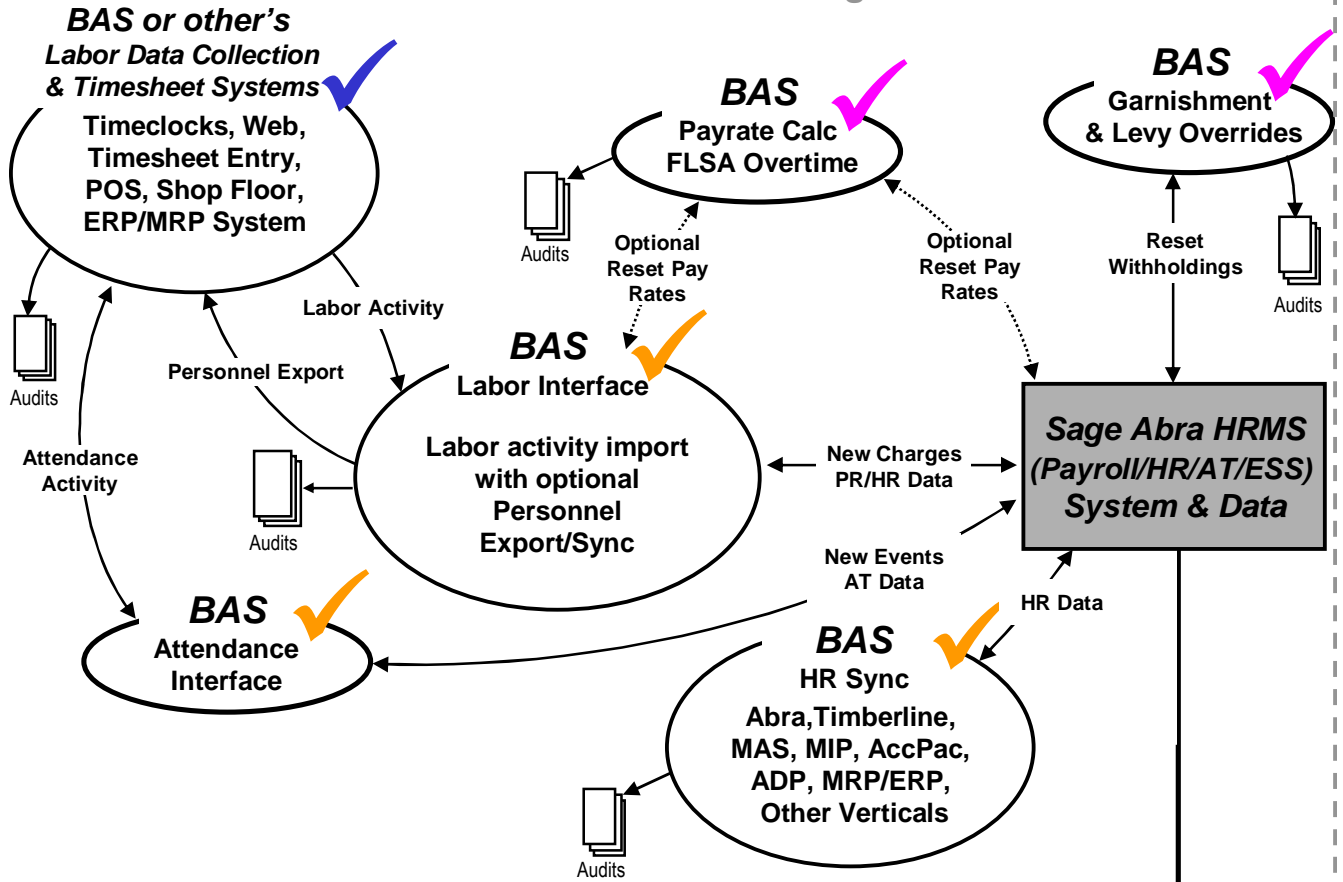 BAS or other's
Labor Data Collection
& Timesheet Systems
Timeclocks, Web,
Timesheet Entry,
POS, Shop Floor,
ERP/MRP System
Audits
BAS
Payrate Calc
FLSA Overtime
Audits
BAS
Garnishment
& Levy Overrides
Audits
Optional
Reset Pay
Rates
Optional
Reset Pay
Rates
Reset
Withholdings
Labor Activity
Personnel Export
Attendance
Activity
BAS
Labor Interface
Labor activity import
with optional
Personnel
Export/Sync
Audits
New Charges
PR/HR Data
Sage Abra HRMS
(Payroll/HR/AT/ESS)
System & Data
New Events
AT Data
HR Data
BAS
Attendance
Interface
BAS
HR Sync
Abra,Timberline,
MAS, MIP, AccPac,
ADP, MRP/ERP,
Other Verticals
Audits